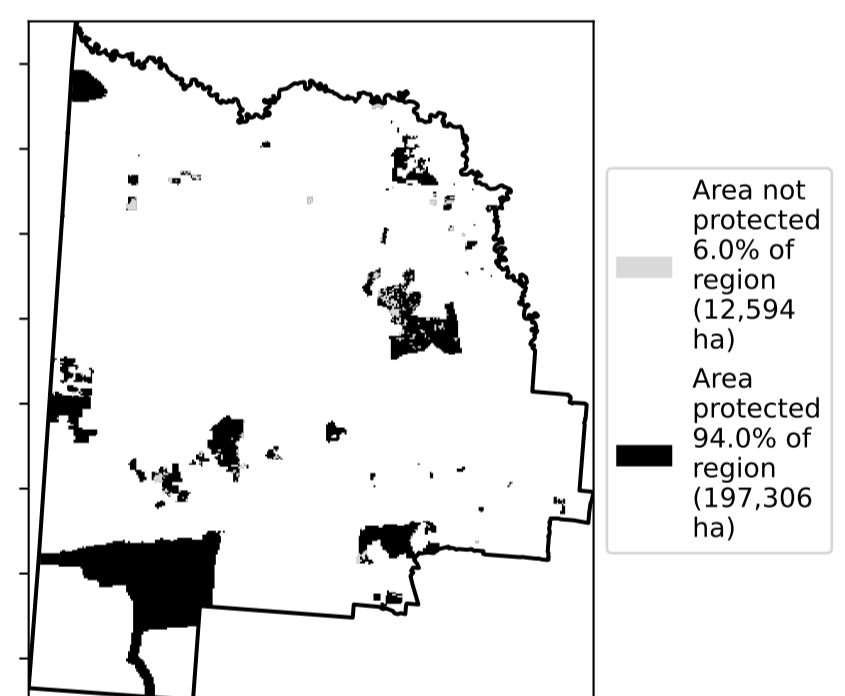 Area not
protected
6.0% of
region
(12,594
ha)
Area
protected
94.0% of
region
(197,306
ha)